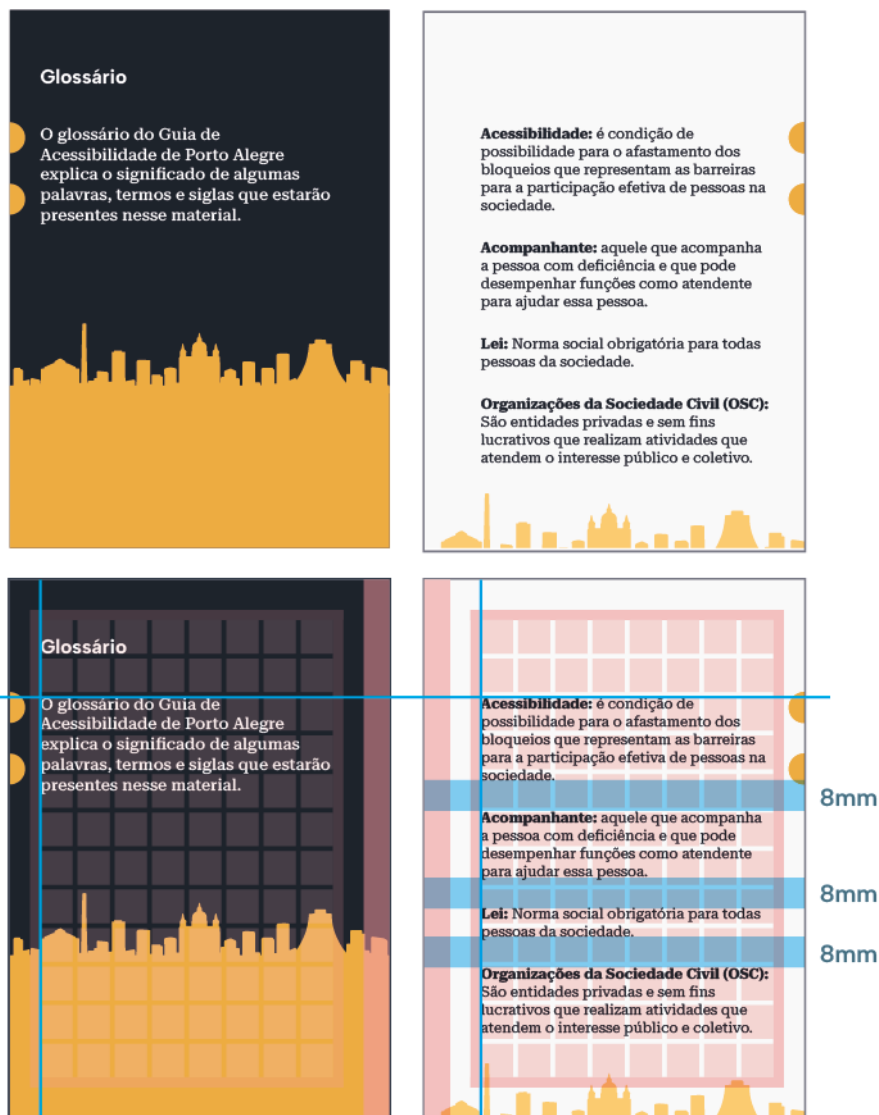 Glossário
O glossário do Guia de
Acessibilidade de Porto Alegre
explica o significado de algumas
palavras, termos e siglas que estarão
presentes nesse material.
Acessibilidade: é condição de
possibilidade para o afastamento dos
bloqueios que representam as barreiras
para a participação efetiva de pessoas na
sociedade.
Acompanhante: aquele que acompanha
a pessoa com deficiência e que pode
desempenhar funções como atendente
para ajudar essa pessoa.
Lei: Norma social obrigatória para todas
pessoas da sociedade.
Organizações da Sociedade Civil (OSC):
São entidades privadas e sem fins
lucrativos que realizam atividades que
atendem o interesse público e coletivo.
Glossário
O glossário do Guia de
Acessibilidade de Porto Alegre
explica o significado de algumas
palavras, termos e siglas que estarão
presentes nesse material.
Acessibilidade: é condição de
possibilidade para o afastamento dos
bloqueios que representam as barreiras
para a participação efetiva de pessoas na
sociedade.
8mm
Acompanhante: aquele que acompanha
a pessoa com deficiência e que pode
desempenhar funções como atendente
para ajudar essa pessoa.
8mm
Lei: Norma social obrigatória para todas
pessoas da sociedade.
8mm
Organizações da Sociedade Civil (OSC):
São entidades privadas e sem fins
lucrativos que realizam atividades que
atendem o interesse público e coletivo.